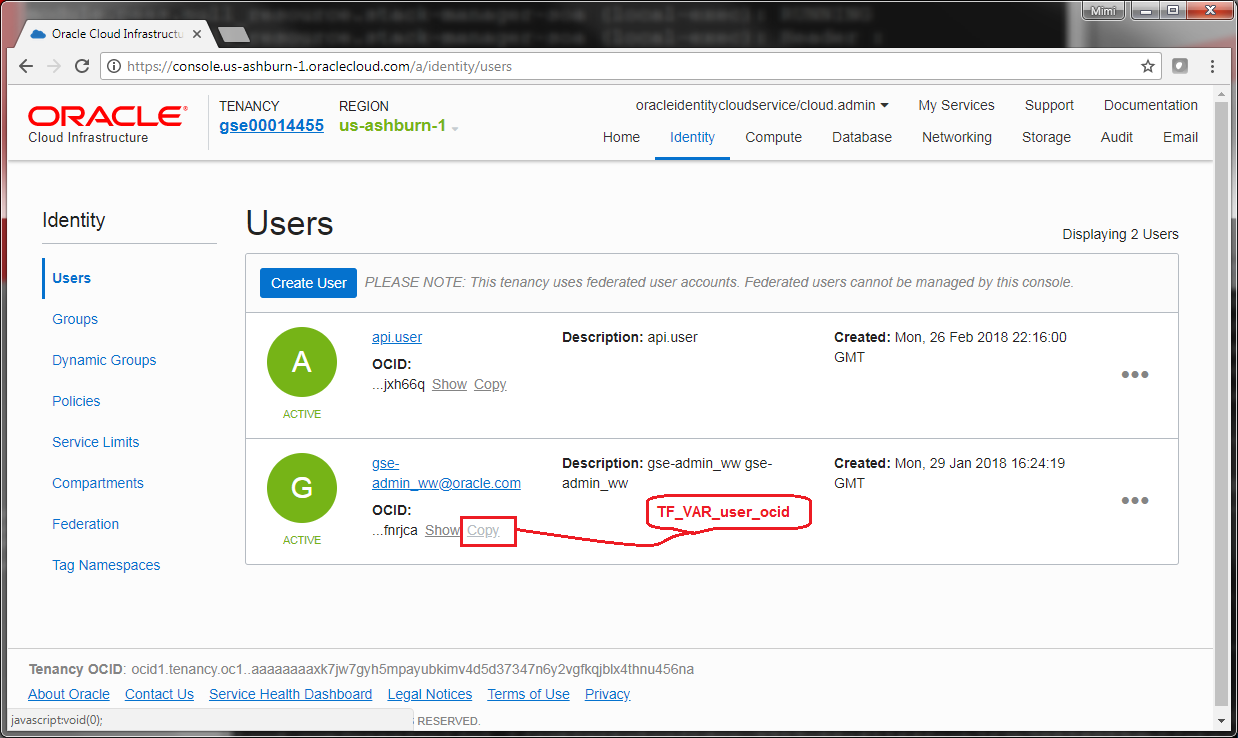 Mimi
Oracle Cloud Infrastructu
https://console.us-ashburn-1.oraclecloud.com/a/identity/users
ORACLE®
Cloud Infrastructure
TENANCY
gse00014455
REGION
us-ashburn-1
oracleidentitycloudservice/cloud.admin
My Services
Support
Documentation
Home
Identity
Compute
Database
Networking
Storage
Audit
Email
Identity
Users
Groups
Dynamic Groups
Policies
Service Limits
Compartments
Federation
Tag Namespaces
Users
Displaying 2 Users
Create User
PLEASE NOTE: This tenancy uses federated user accounts. Federated users cannot be managed by this console.
A
ACTIVE
api.user
OCID:
...jxh66q Show Copy
Description: api.user
Created: Mon, 26 Feb 2018 22:16:00
GMT
G
ACTIVE
gse-
admin_ww@oracle.com
OCID:
...fnrjca Show Copy
Description: gse-admin_ww gse-
admin_ww
TF_VAR_user_ocid
Created: Mon, 29 Jan 2018 16:24:19
GMT
Tenancy OCID: ocid1.tenancy.oc1..aaaaaaaaxk7jw7gyh5mpayubkimv4d5d37347n6y2vgfkqjblx4thnu456na
About Oracle
Contact Us
Service Health Dashboard
Legal Notices
Terms of Use
Privacy
javascript:void(0);
RESERVED.